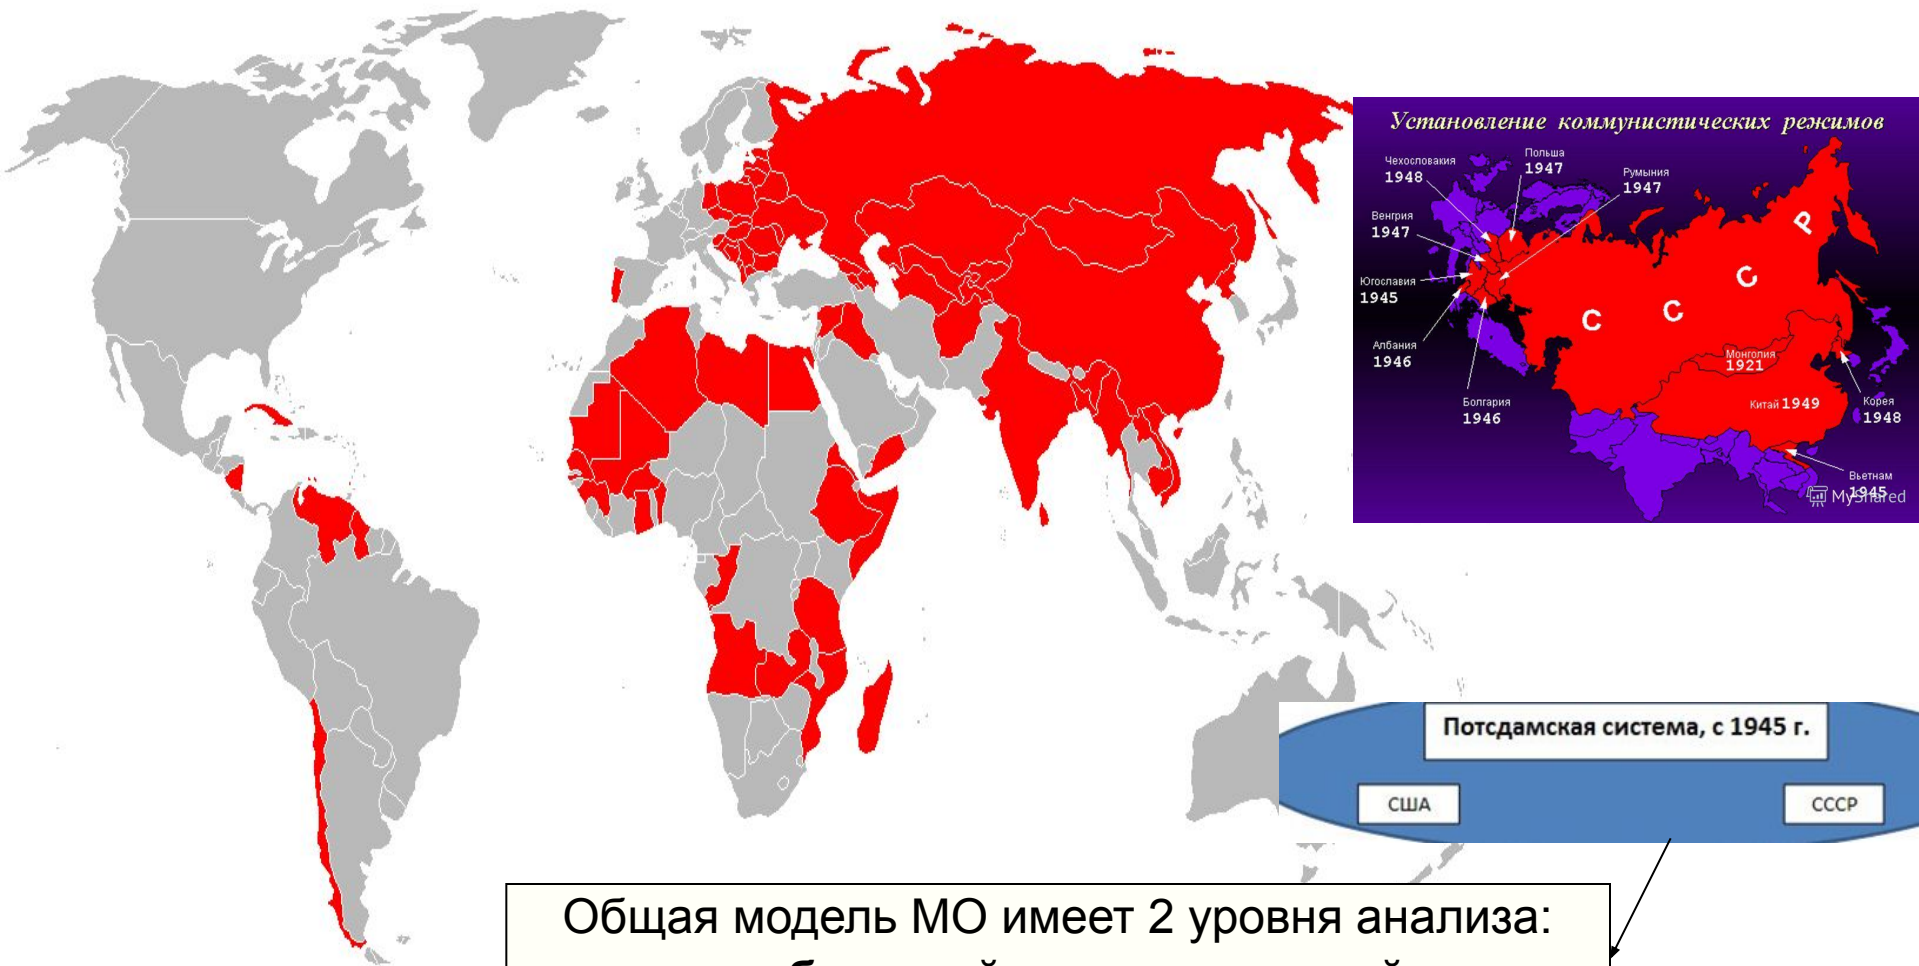 Установление коммунистических режимов
Чехословакия
1948
Польша
1947
Румыния
1947
Венгрия
1947
Югославия
1945
Албания
1946
Болгария
1946
С С С Р
Монголия
1921
Китай 1949
Корея
1948
Вьетнам
1945
MyShared
Потсдамская система, с 1945 г.
США
СССР
Общая модель МО имеет 2 уровня анализа: